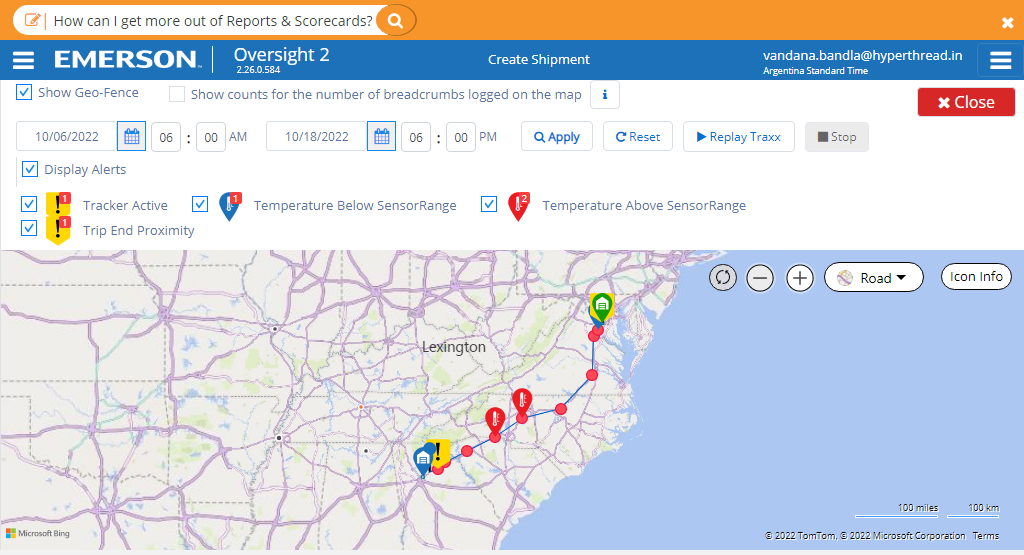 How can I get more out of Reports & Scorecards?
EMERSON Oversight 2
2.26.0.584
Create Shipment
vandana.bandla@hyperthread.in
Argentina Standard Time
Show Geo-Fence Show counts for the number of breadcrumbs logged on the map i
Close
10/06/2022 06 : 00 AM 10/18/2022 06 : 00 PM Apply Reset Replay Traxx Stop
Display Alerts
1 Tracker Active 1 Temperature Below SensorRange 2 Temperature Above SensorRange
1 Trip End Proximity
Road Icon Info
Lexington
100 miles 100 km
Microsoft Bing
© 2022 TomTom, © 2022 Microsoft Corporation Terms